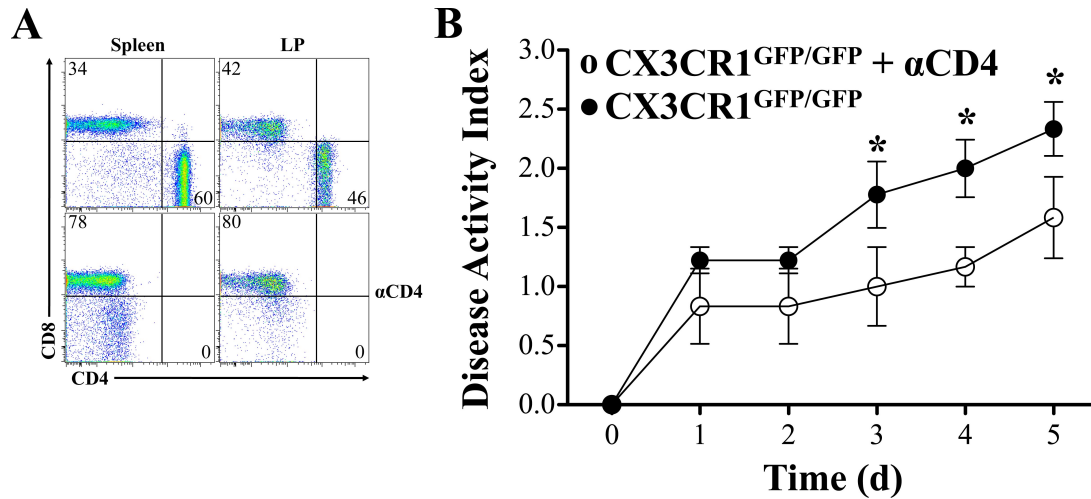 A
Spleen LP
34 42
60 46
78 80
αCD4
0 0
CD8
CD4
B
3.0
2.5
2.0
1.5
1.0
0.5
0.0
Disease Activity Index
CX3CR1GFP/GFP + αCD4
CX3CR1GFP/GFP
* * *
0 1 2 3 4 5
Time (d)